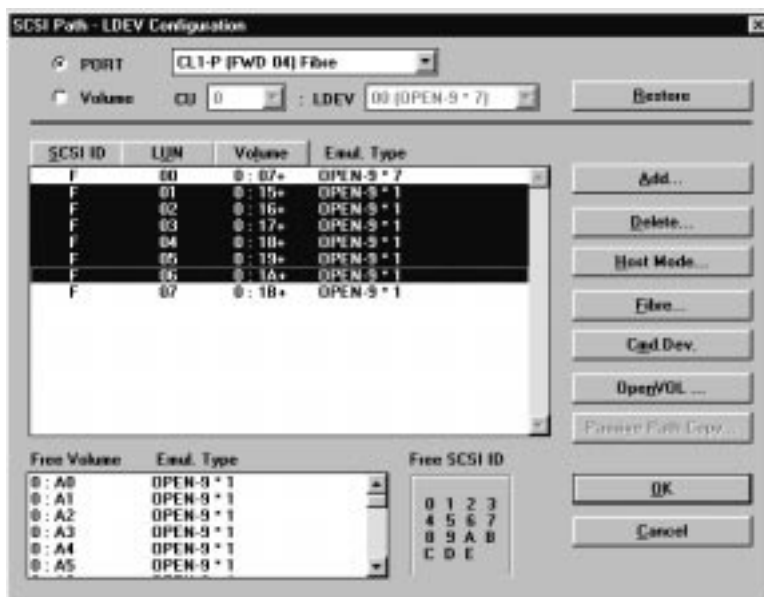 SCSI Path - LDEV Configuration
PORT CL1-P (FWD 04) Fibre
Volume CU 0 : LDEV 00 (OPEN-9 * 7) Restore
SCSI ID LUN Volume Emul. Type
F 00 0 : 07+ OPEN-9 * 7
F 01 0 : 15+ OPEN-9 * 1
F 02 0 : 16+ OPEN-9 * 1
F 03 0 : 17+ OPEN-9 * 1
F 04 0 : 18+ OPEN-9 * 1
F 05 0 : 19+ OPEN-9 * 1
F 06 0 : 1A+ OPEN-9 * 1
F 07 0 : 1B+ OPEN-9 * 1
Add...
Delete...
Host Mode...
Fibre...
Cmd.Dev.
OpenVOL ...
Passive Path Copy...
Free Volume Emul. Type
0 : A0 OPEN-9 * 1
0 : A1 OPEN-9 * 1
0 : A2 OPEN-9 * 1
0 : A3 OPEN-9 * 1
0 : A4 OPEN-9 * 1
0 : A5 OPEN-9 * 1
Free SCSI ID
0 1 2 3
4 5 6 7
8 9 A B
C D E
OK
Cancel